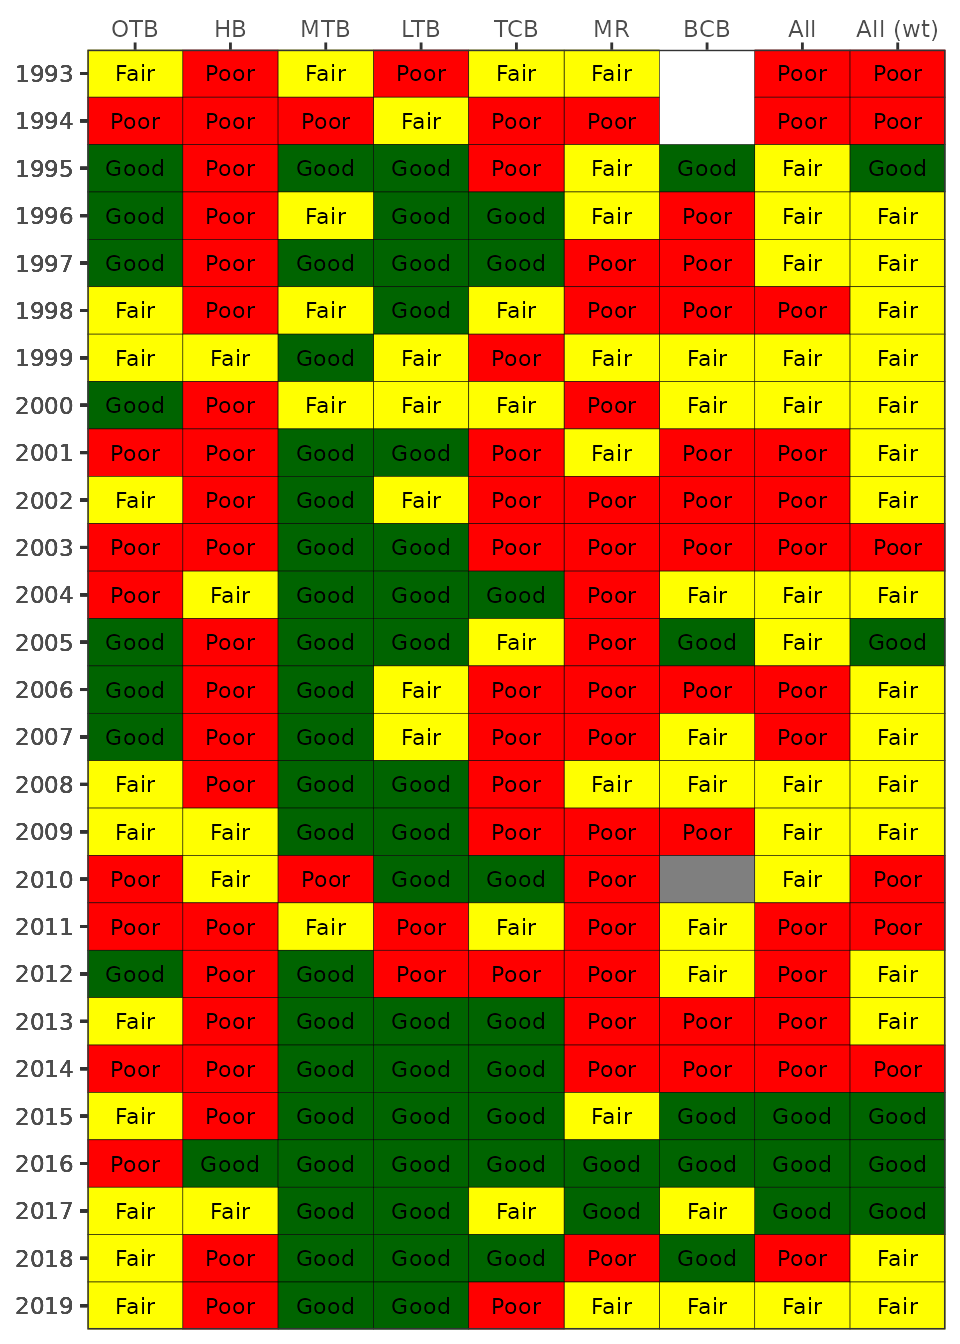 OTB HB MTB LTB TCB MR BCB All All (wt)
1993 Fair Poor Fair Poor Fair Fair Poor Poor
1994 Poor Poor Poor Fair Poor Poor Poor Poor
1995 Good Poor Good Good Poor Fair Good Fair Good
1996 Good Poor Fair Good Good Fair Poor Fair Fair
1997 Good Poor Good Good Good Poor Poor Fair Fair
1998 Fair Poor Fair Good Fair Poor Poor Poor Fair
1999 Fair Fair Good Fair Poor Fair Fair Fair Fair
2000 Good Poor Fair Fair Fair Poor Fair Fair Fair
2001 Poor Poor Good Good Poor Fair Poor Poor Fair
2002 Fair Poor Good Fair Poor Poor Poor Poor Fair
2003 Poor Poor Good Good Poor Poor Poor Poor Poor
2004 Poor Fair Good Good Good Poor Fair Fair Fair
2005 Good Poor Good Good Fair Poor Good Fair Good
2006 Good Poor Good Fair Poor Poor Poor Poor Fair
2007 Good Poor Good Fair Poor Poor Fair Poor Fair
2008 Fair Poor Good Good Poor Fair Fair Fair Fair
2009 Fair Fair Good Good Poor Poor Poor Fair Fair
2010 Poor Fair Poor Good Good Poor Fair Poor
2011 Poor Poor Fair Poor Fair Poor Fair Poor Poor
2012 Good Poor Good Poor Poor Poor Fair Poor Fair
2013 Fair Poor Good Good Good Poor Poor Poor Fair
2014 Poor Poor Good Good Good Poor Poor Poor Poor
2015 Fair Poor Good Good Good Fair Good Good Good
2016 Poor Good Good Good Good Good Good Good Good
2017 Fair Fair Good Good Fair Good Fair Good Good
2018 Fair Poor Good Good Good Poor Good Poor Fair
2019 Fair Poor Good Good Poor Fair Fair Fair Fair